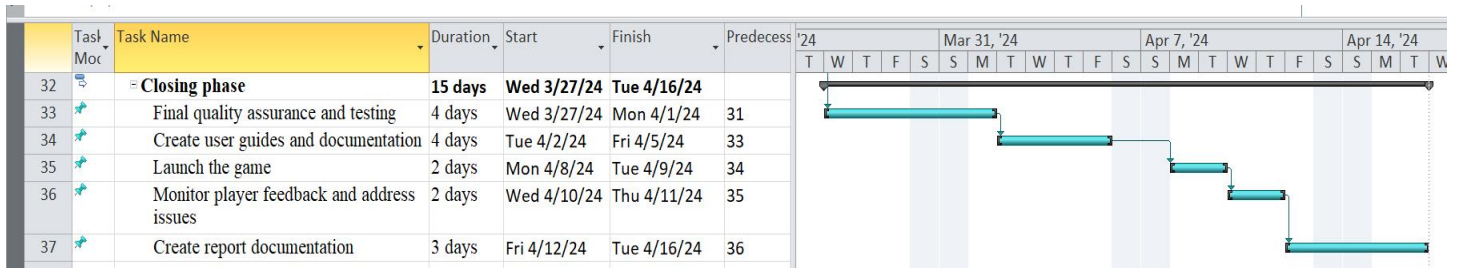 Task Mode Task Name Duration Start Finish Predecess '24 Mar 31, '24 Apr 7, '24 Apr 14, '24
T W T F S S M T W T F S S M T W T F S S M T W
32 Closing phase 15 days Wed 3/27/24 Tue 4/16/24
33 Final quality assurance and testing 4 days Wed 3/27/24 Mon 4/1/24 31
34 Create user guides and documentation 4 days Tue 4/2/24 Fri 4/5/24 33
35 Launch the game 2 days Mon 4/8/24 Tue 4/9/24 34
36 Monitor player feedback and address 2 days Wed 4/10/24 Thu 4/11/24 35
issues
37 Create report documentation 3 days Fri 4/12/24 Tue 4/16/24 36